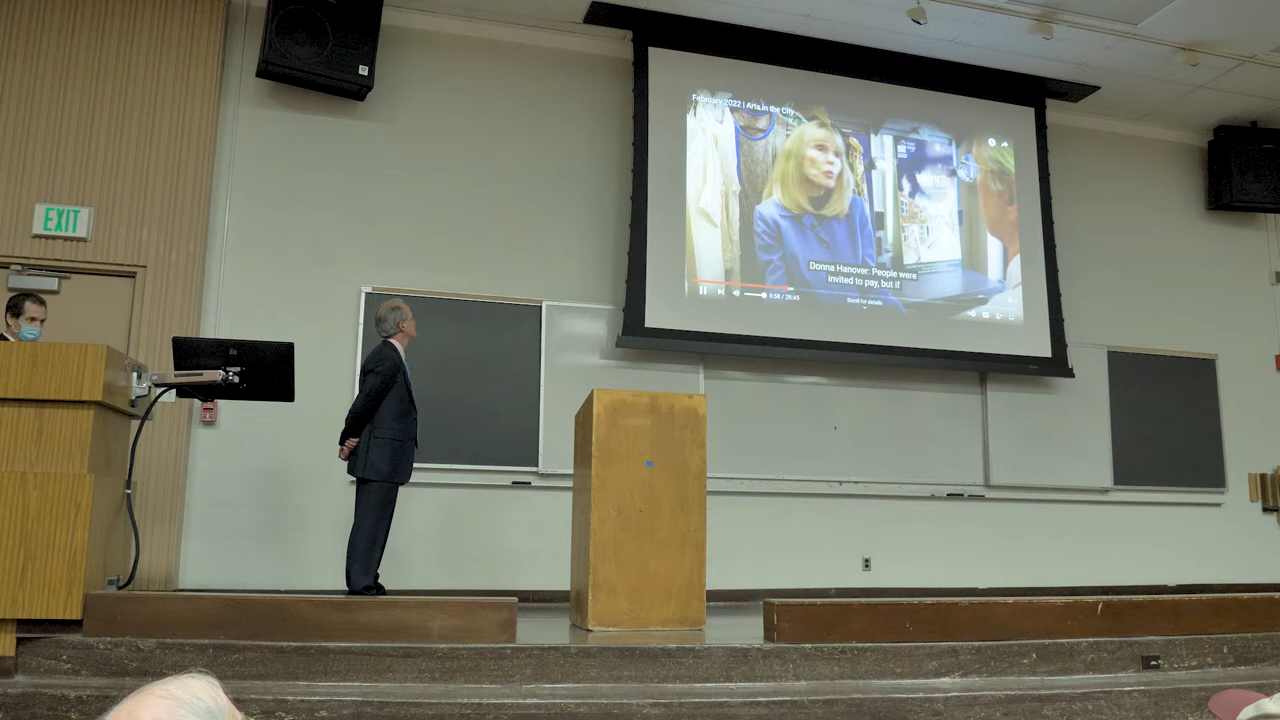 February 2022 | Arts in the City
EXIT
Donna Hanover: People were
invited to pay, but if
8:58 / 26:45
Scroll for details